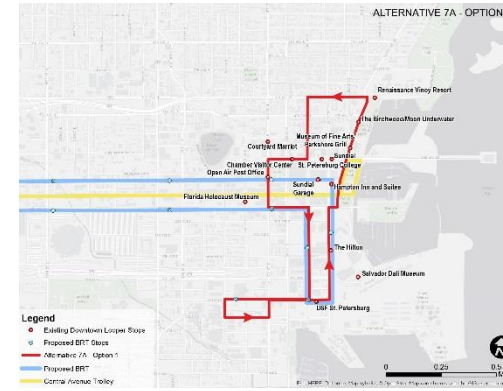 ALTERNATIVE 7A - OPTION
Renaissance Vinoy Resort
The Birchwood/Moon Underwater
Museum of Fine Arts
Parkshore Grill
Courtyard Marriott
Sundial
Chamber Visitor Center
St. Petersburg College
Open Air Post Office
Sundial
Garage
Hampton Inn and Suites
Florida Holocaust Museum
The Hilton
Salvador Dali Museum
USF St. Petersburg
Legend
Existing Downtown Looper Stops
Proposed BRT Stops
Alternative 7A - Option 1
Proposed BRT
Central Avenue Trolley
N
0
0.25